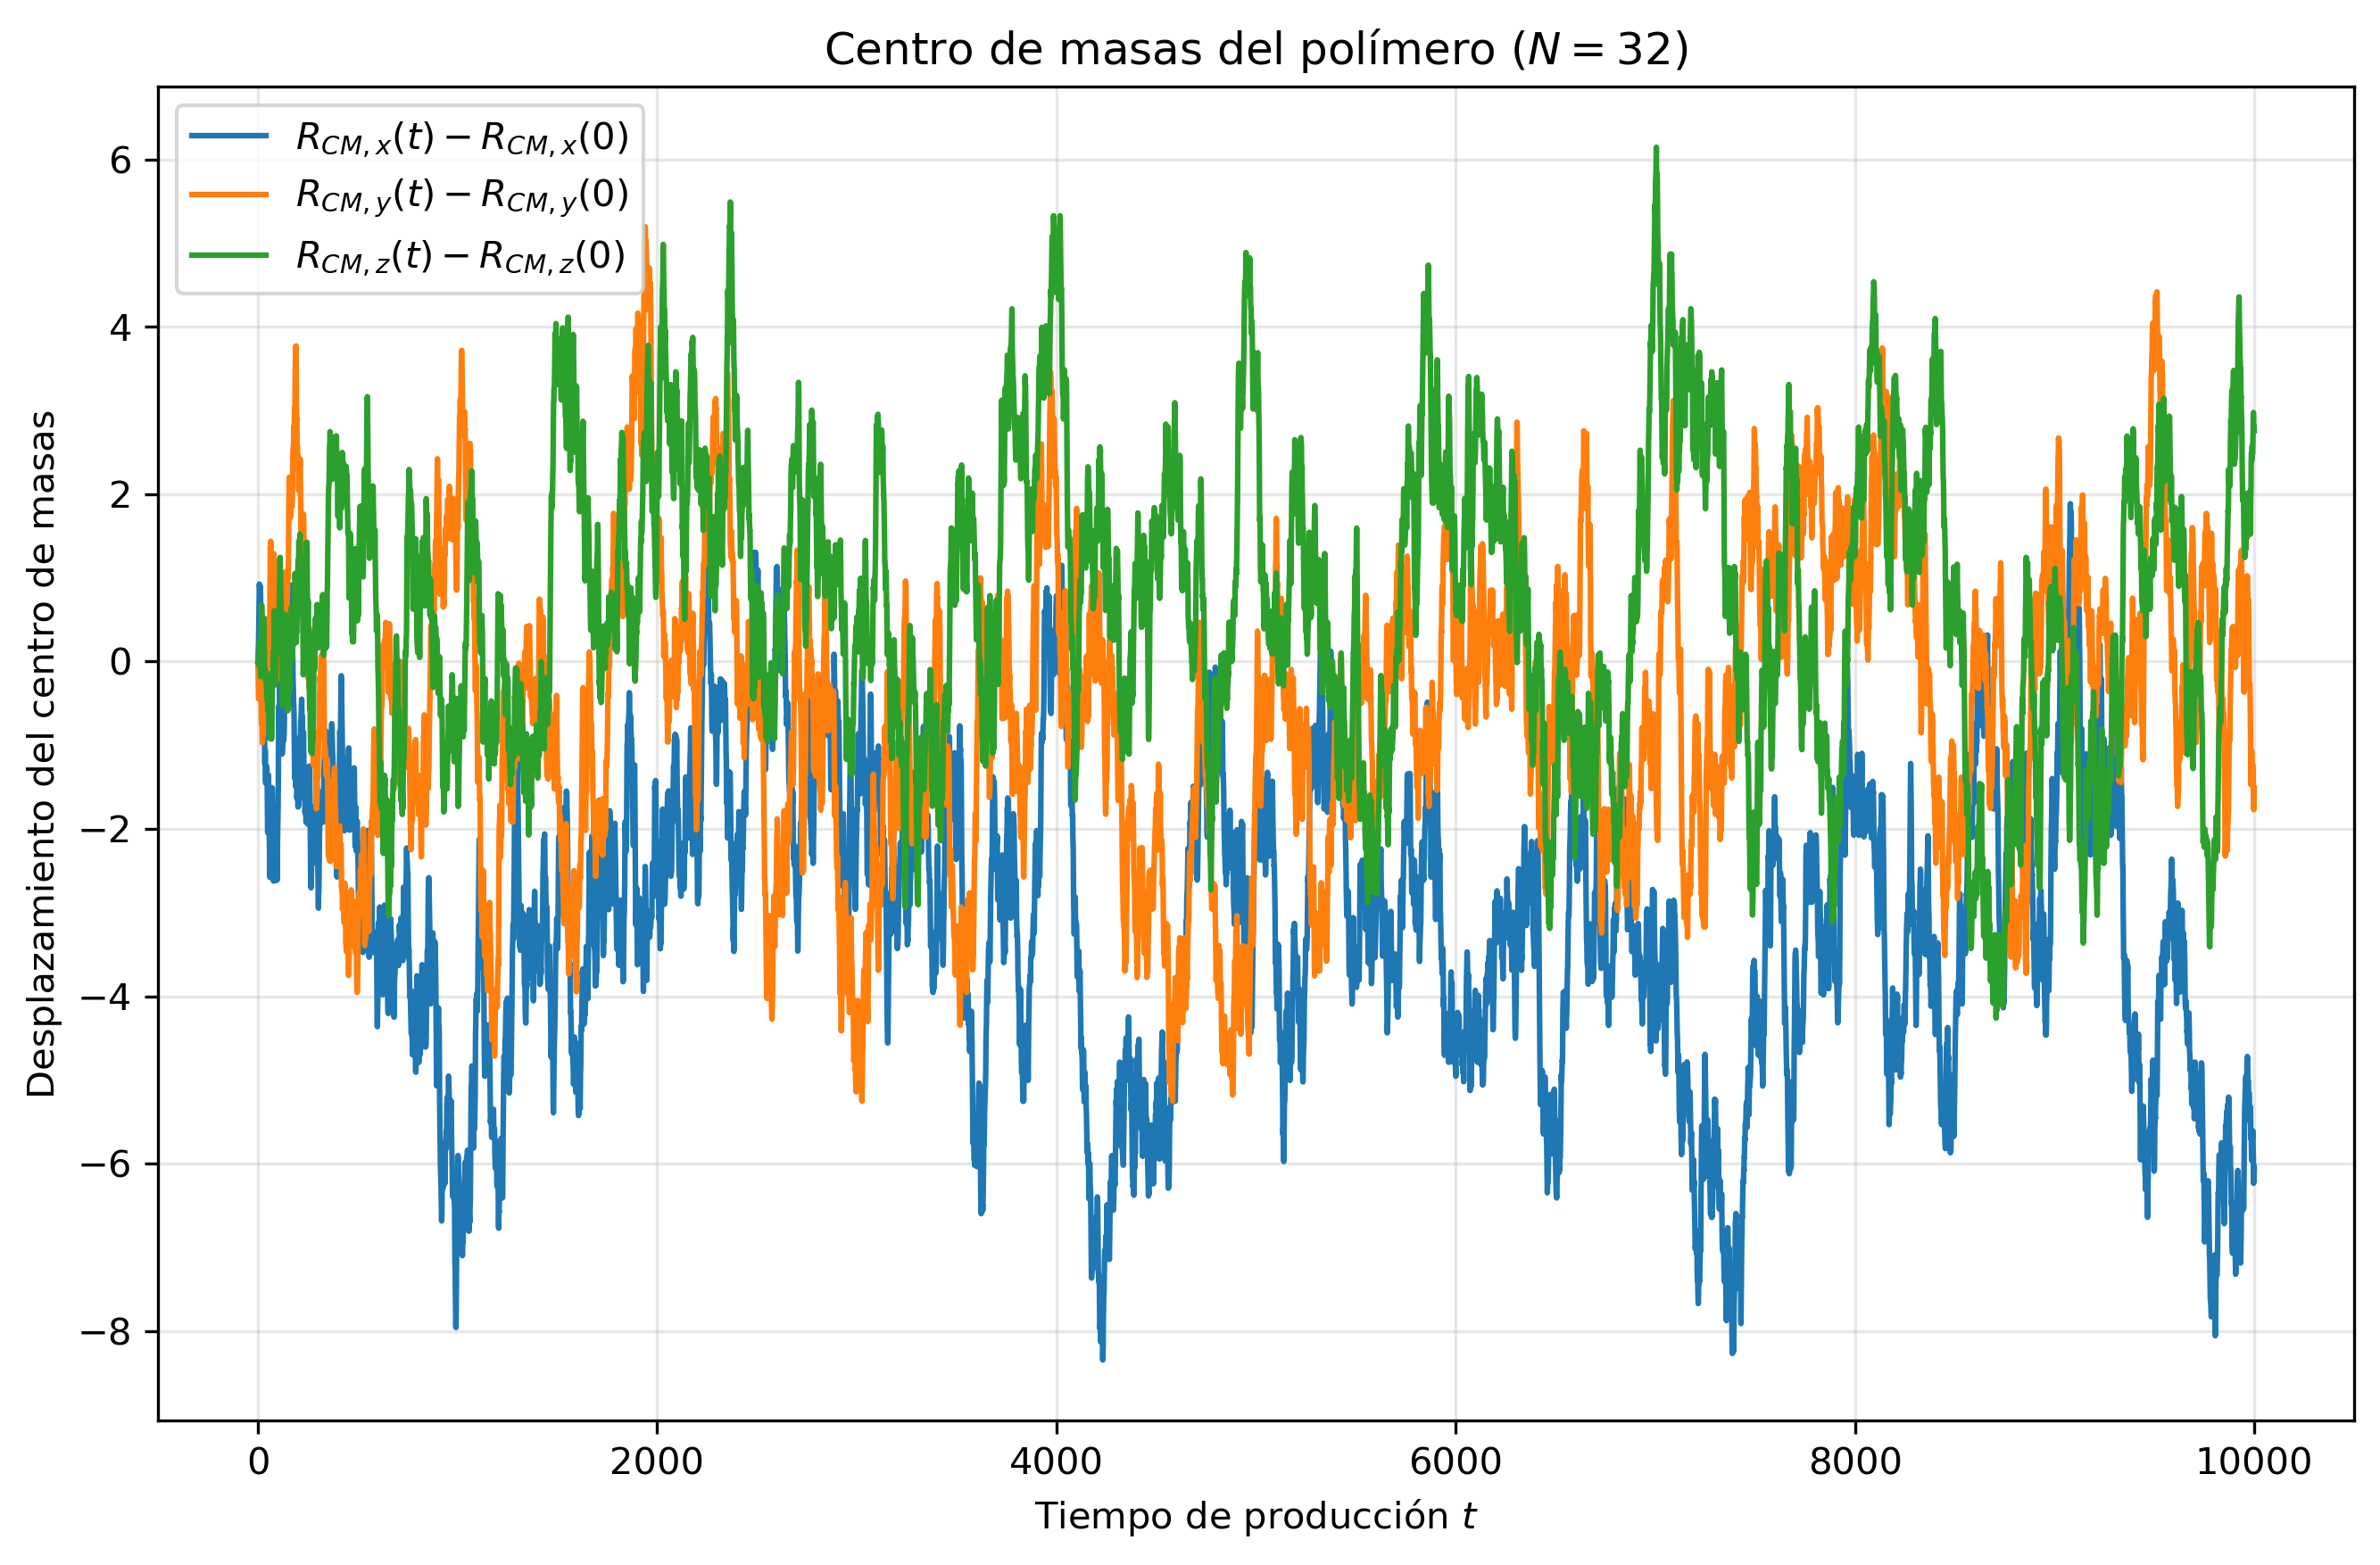 Centro de masas del polímero (N = 32)
R_{CM, x}(t) − R_{CM, x}(0)
R_{CM, y}(t) − R_{CM, y}(0)
R_{CM, z}(t) − R_{CM, z}(0)
Desplazamiento del centro de masas
6
4
2
0
−2
−4
−6
−8
0 2000 4000 6000 8000 10000
Tiempo de producción t